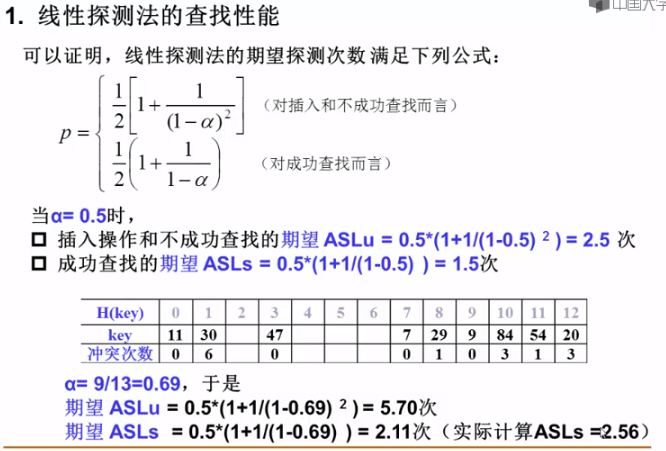 中国大学
1. 线性探测法的查找性能
可以证明，线性探测法的期望探测次数 满足下列公式：
p = { 1/2 [1 + 1/(1 − α)²] （对插入和不成功查找而言）
1/2 (1 + 1/(1 − α)) （对成功查找而言）
当α= 0.5时，
插入操作和不成功查找的期望 ASLu = 0.5*(1+1/(1-0.5) ² ) = 2.5 次
成功查找的期望 ASLs = 0.5*(1+1/(1-0.5) ) = 1.5次
H(key) 0 1 2 3 4 5 6 7 8 9 10 11 12
key 11 30 47 7 29 9 84 54 20
冲突次数 0 6 0 0 1 0 3 1 3
α= 9/13=0.69，于是
期望 ASLu = 0.5*(1+1/(1-0.69) ² ) = 5.70次
期望 ASLs = 0.5*(1+1/(1-0.69) ) = 2.11次（实际计算ASLs =2.56）